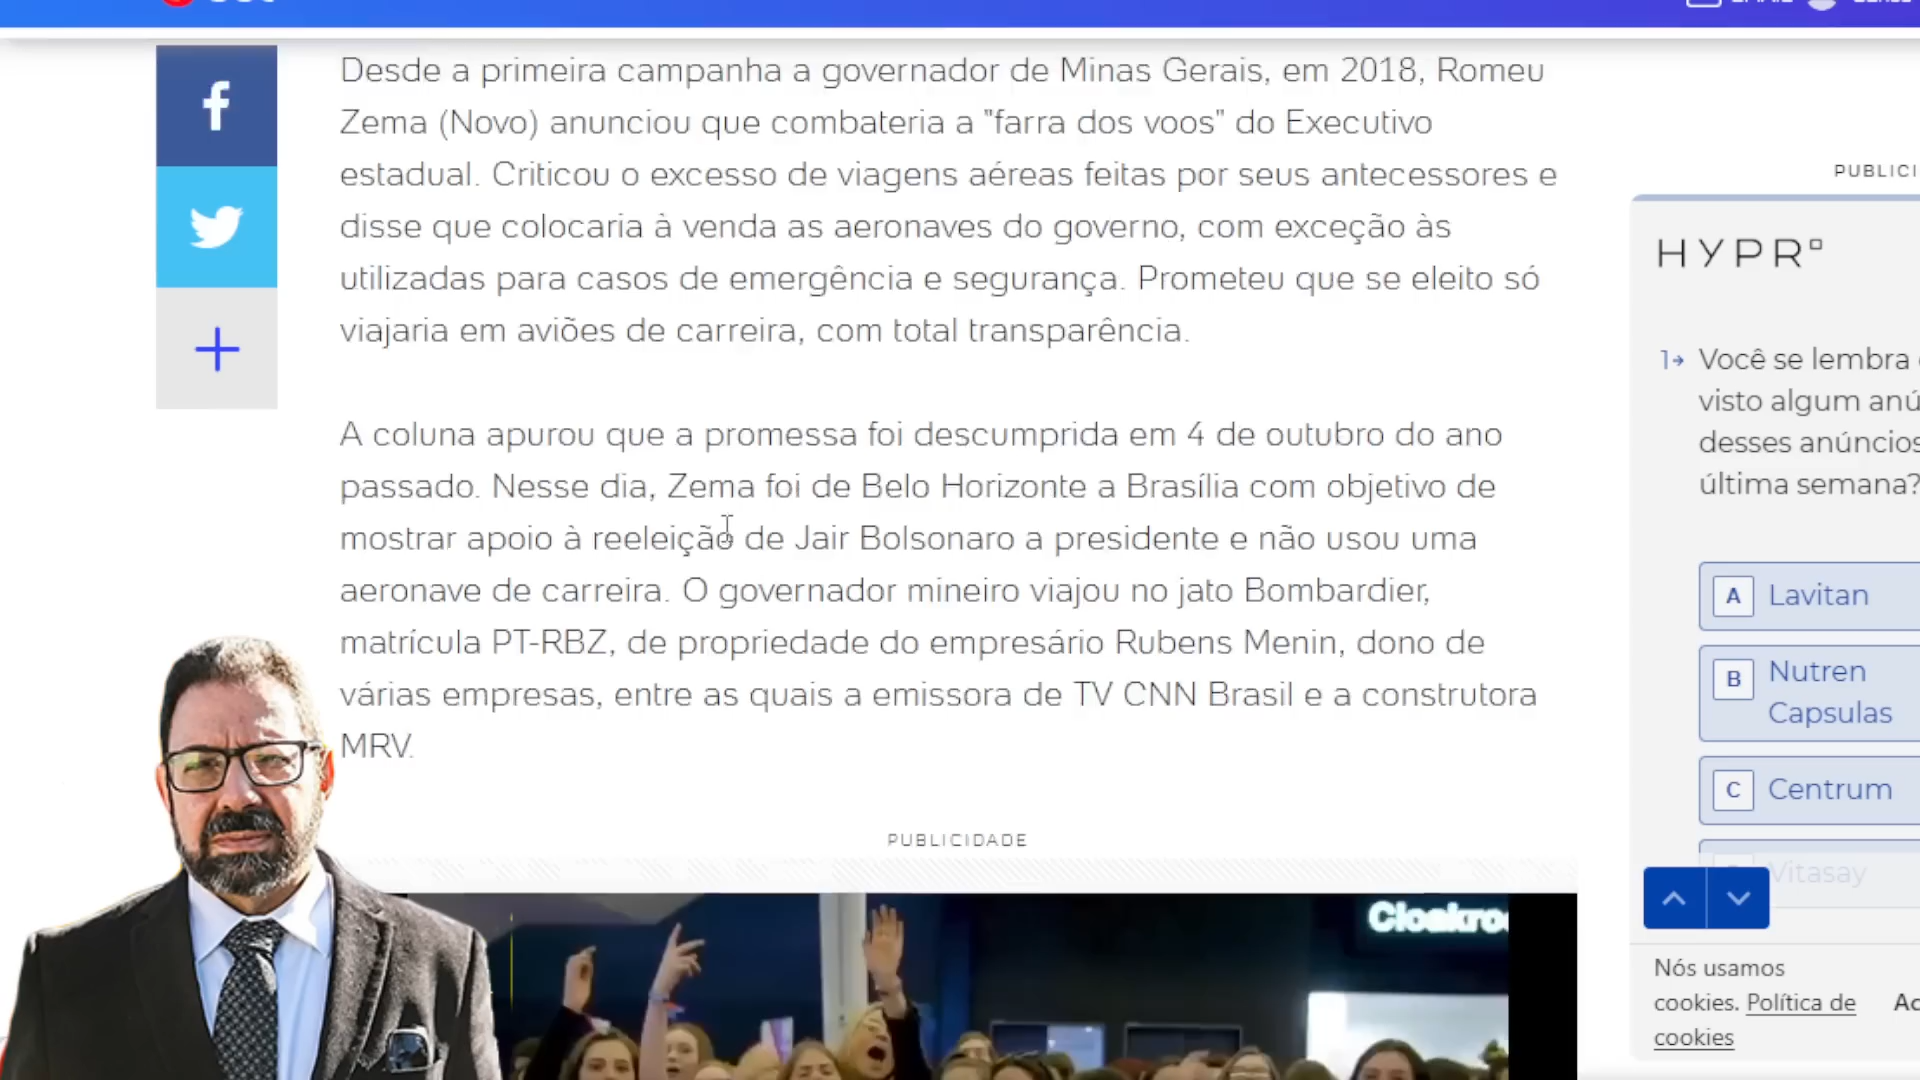 Desde a primeira campanha a governador de Minas Gerais, em 2018, Romeu
Zema (Novo) anunciou que combateria a "farra dos voos" do Executivo
estadual. Criticou o excesso de viagens aéreas feitas por seus antecessores e
disse que colocaria à venda as aeronaves do governo, com exceção às
utilizadas para casos de emergência e segurança. Prometeu que se eleito só
viajaria em aviões de carreira, com total transparência.
A coluna apurou que a promessa foi descumprida em 4 de outubro do ano
passado. Nesse dia, Zema foi de Belo Horizonte a Brasília com objetivo de
mostrar apoio à reeleição de Jair Bolsonaro a presidente e não usou uma
aeronave de carreira. O governador mineiro viajou no jato Bombardier,
matrícula PT-RBZ, de propriedade do empresário Rubens Menin, dono de
várias empresas, entre as quais a emissora de TV CNN Brasil e a construtora
MRV.
PUBLICIDADE
Cloakro
PUBLICI
HYPR
1 Você se lembra
visto algum anú
desses anúncios
última semana?
A Lavitan
B Nutren
Capsulas
C Centrum
Vitasay
Nós usamos
cookies. Política de
cookies
Ac